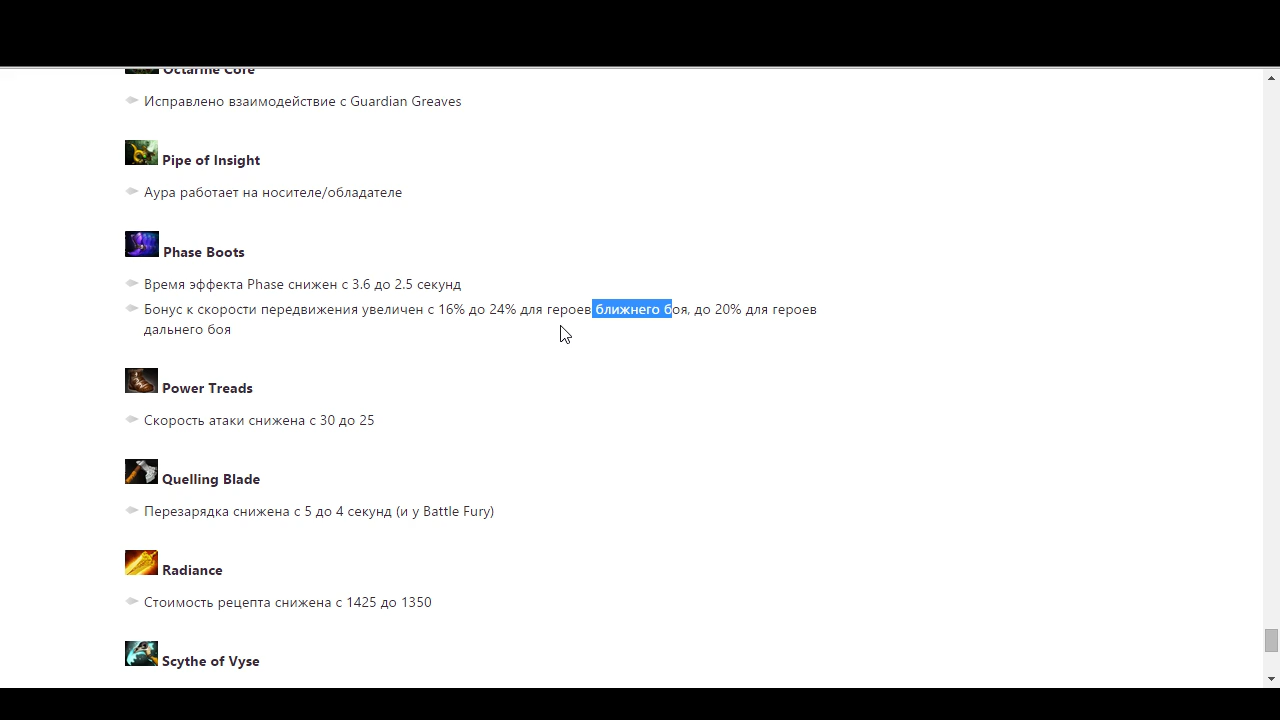 Octarine Core
Исправлено взаимодействие с Guardian Greaves
Pipe of Insight
Аура работает на носителе/обладателе
Phase Boots
Время эффекта Phase снижен с 3.6 до 2.5 секунд
Бонус к скорости передвижения увеличен с 16% до 24% для героев ближнего боя, до 20% для героев
дальнего боя
Power Treads
Скорость атаки снижена с 30 до 25
Quelling Blade
Перезарядка снижена с 5 до 4 секунд (и у Battle Fury)
Radiance
Стоимость рецепта снижена с 1425 до 1350
Scythe of Vyse